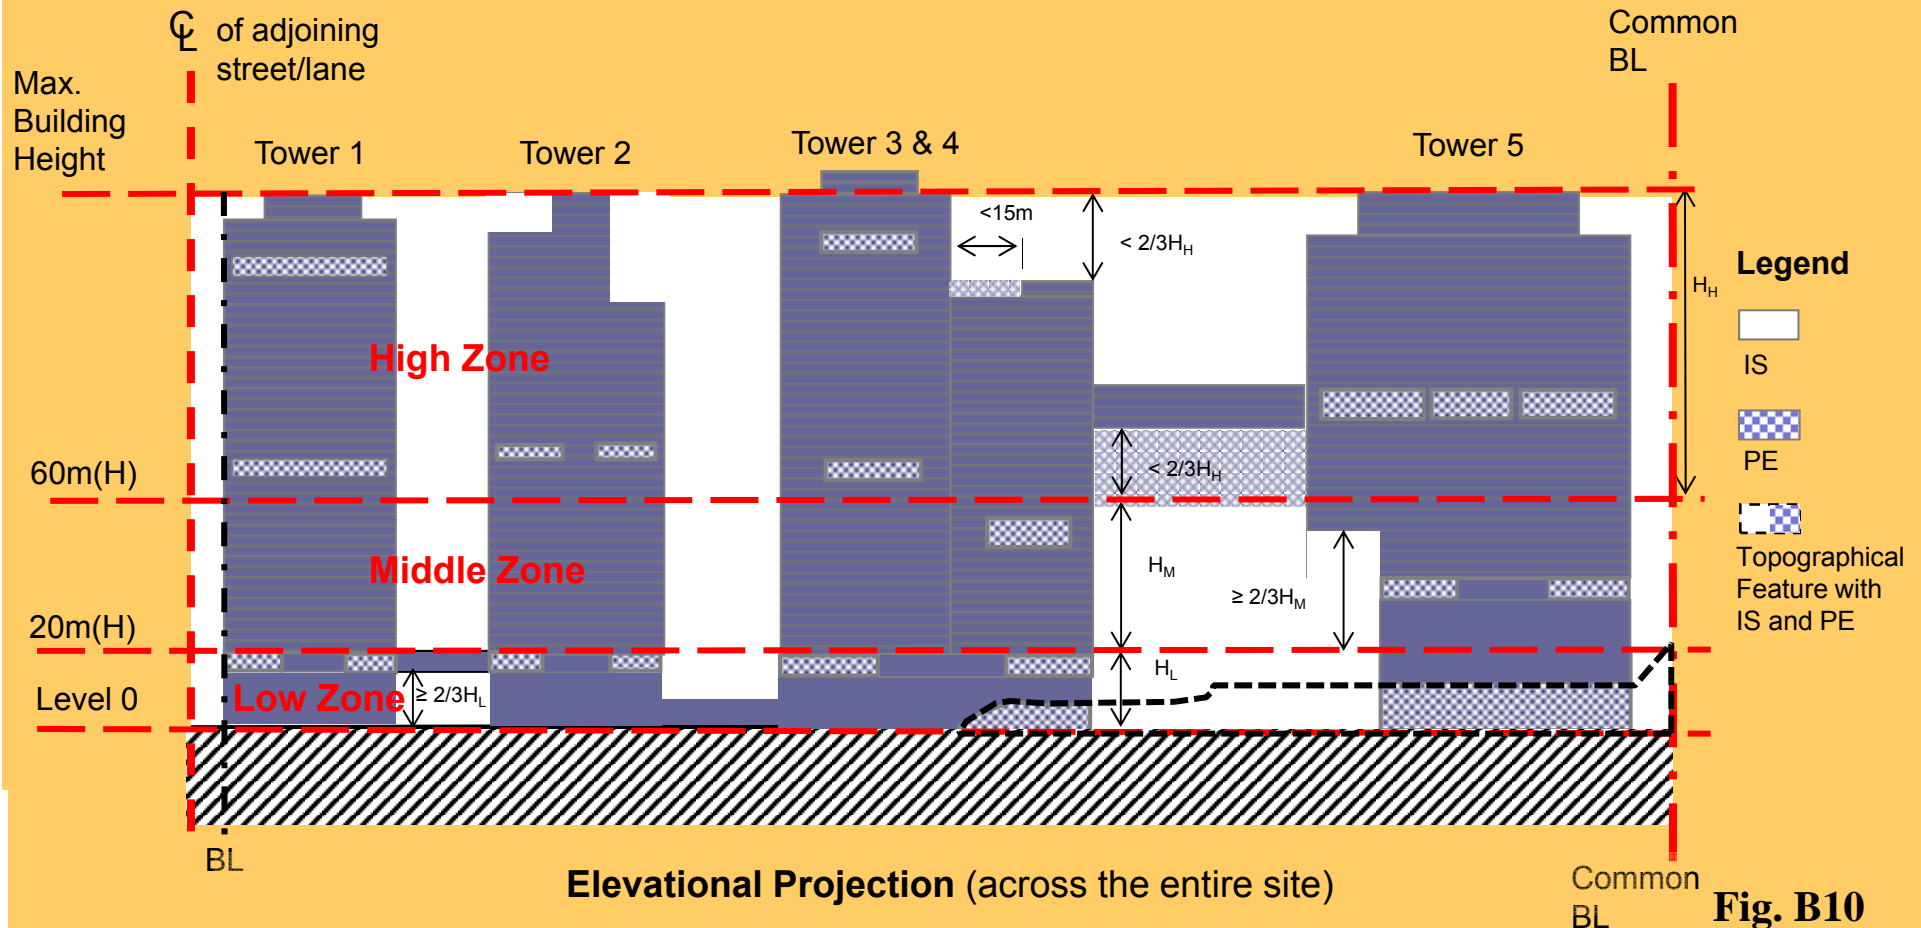 ℄ of adjoining
street/lane
Common
BL
Max.
Building
Height
Tower 1
Tower 2
Tower 3 & 4
Tower 5
<15m
< 2/3HH
HH
Legend
IS
PE
Topographical
Feature with
IS and PE
High Zone
< 2/3HH
60m(H)
Middle Zone
HM
≥ 2/3HM
20m(H)
Level 0
Low Zone
≥ 2/3HL
HL
BL
Elevational Projection (across the entire site)
Common
BL
Fig. B10